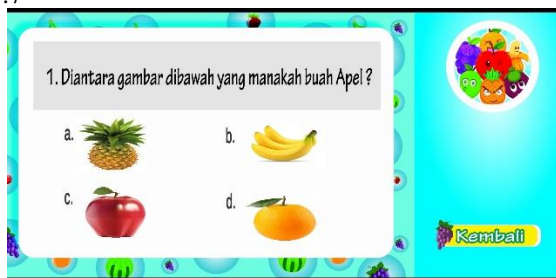 1. Diantara gambar dibawah yang manakah buah Apel ?
a.
b.
c.
d.
Kembali